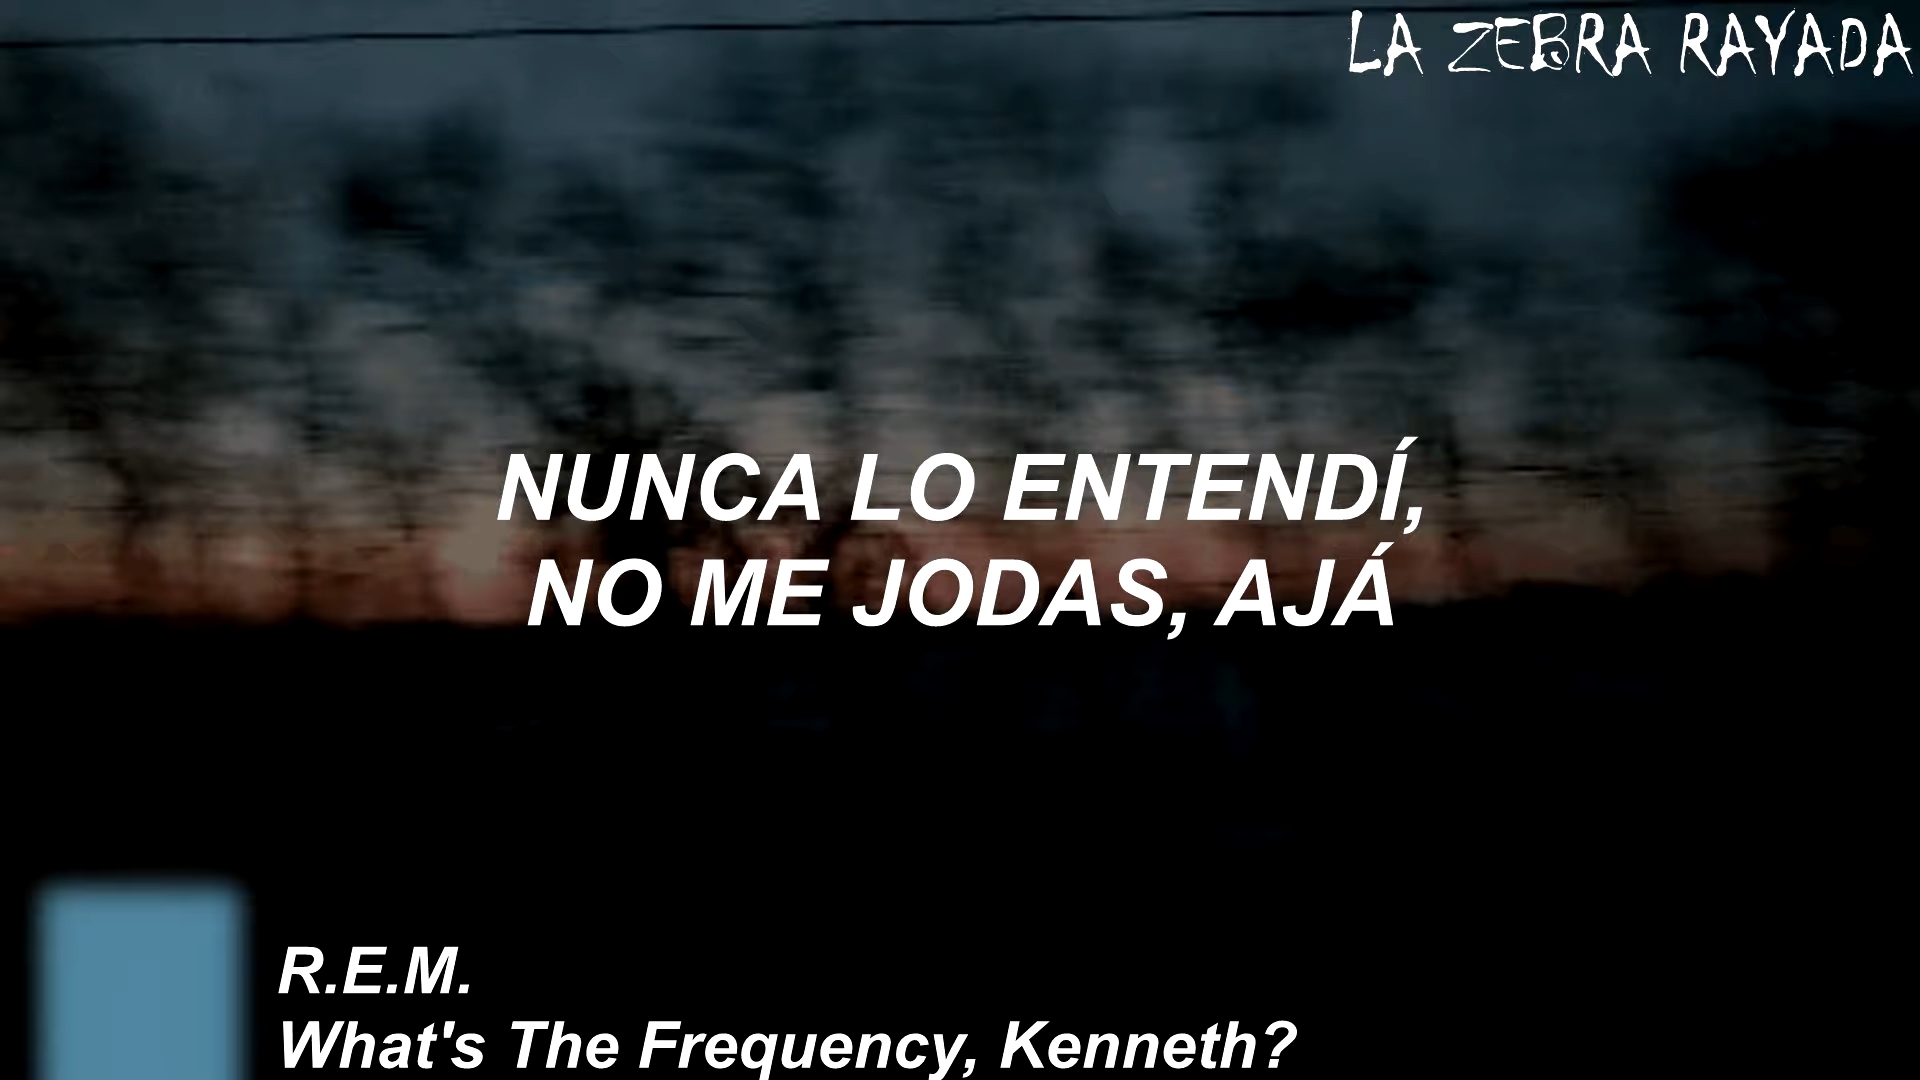 LA ZEBRA RAYADA
NUNCA LO ENTENDÍ,
NO ME JODAS, AJÁ
R.E.M.
What's The Frequency, Kenneth?